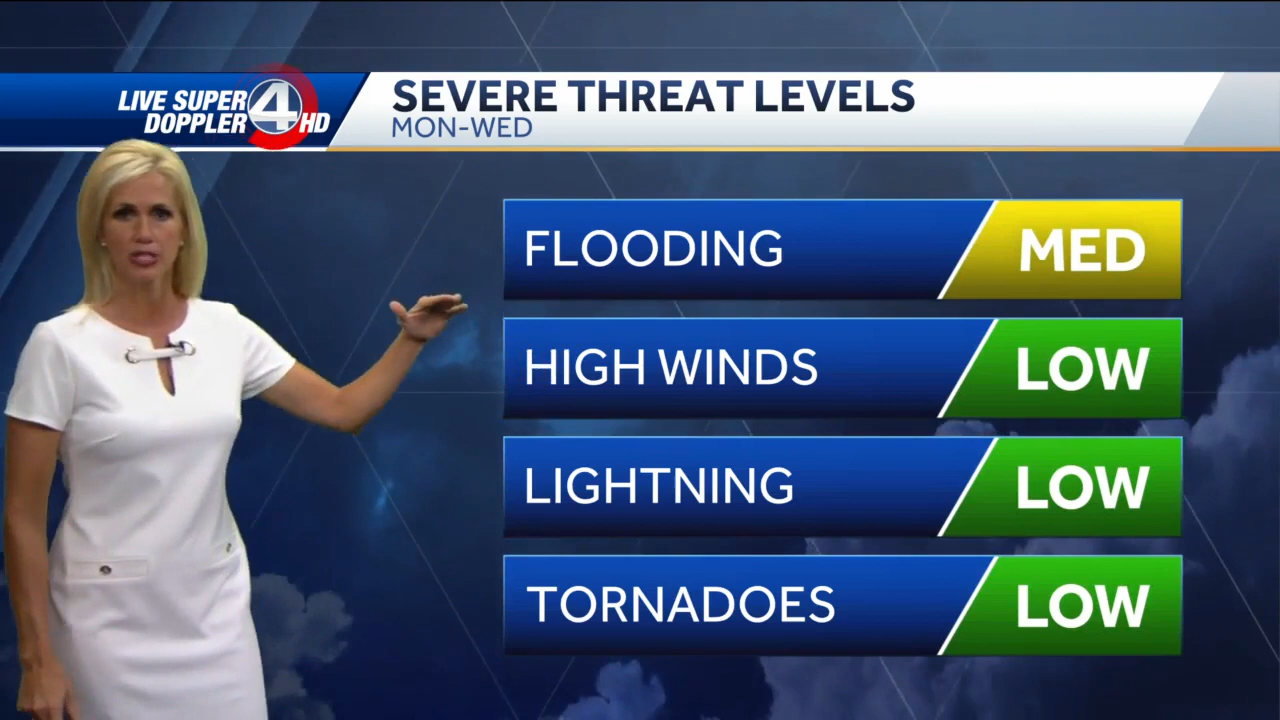 LIVE SUPER
DOPPLER 4 HD
SEVERE THREAT LEVELS
MON-WED
FLOODING MED
HIGH WINDS LOW
LIGHTNING LOW
TORNADOES LOW